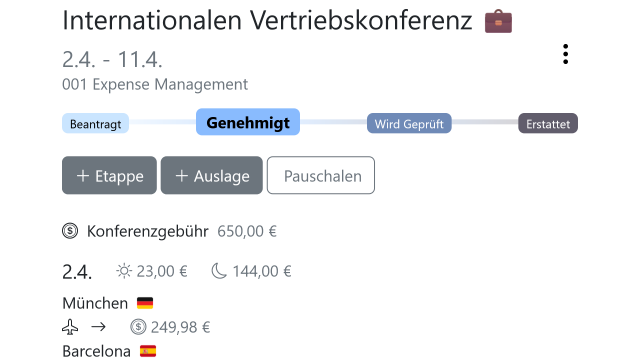 Internationalen Vertriebskonferenz
2.4. - 11.4.
001 Expense Management
Beantragt Genehmigt Wird Geprüft Erstattet
+ Etappe + Auslage Pauschalen
Konferenzgebühr 650,00 €
2.4. 23,00 € 144,00 €
München
→ 249,98 €
Barcelona